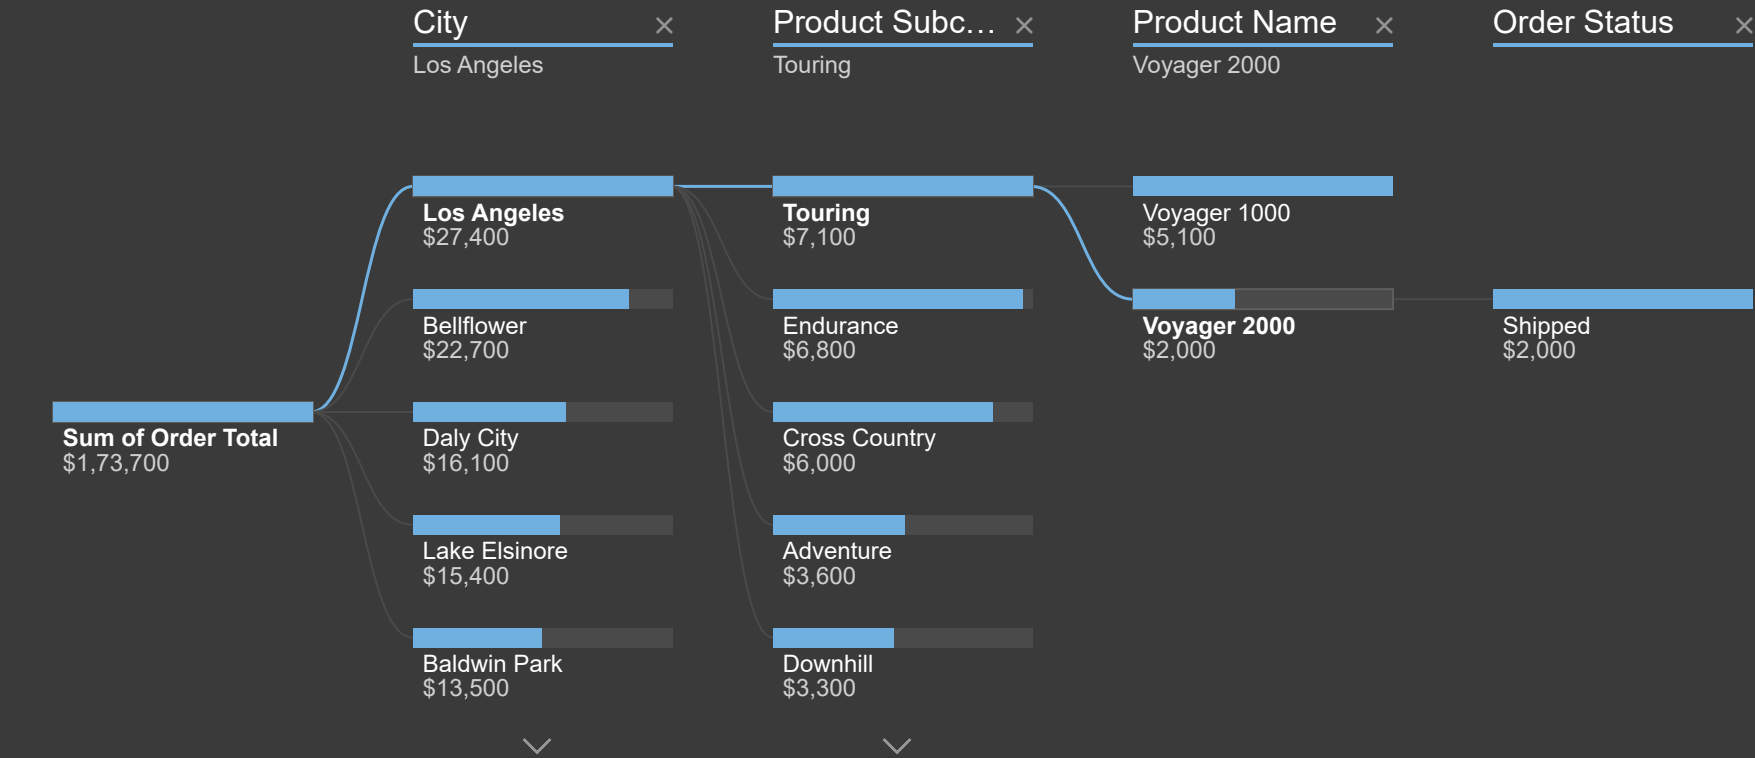 City
Product Subc...
Product Name
Order Status
Los Angeles
Touring
Voyager 2000
Sum of Order Total
$1,73,700
Los Angeles
$27,400
Bellflower
$22,700
Daly City
$16,100
Lake Elsinore
$15,400
Baldwin Park
$13,500
Touring
$7,100
Endurance
$6,800
Cross Country
$6,000
Adventure
$3,600
Downhill
$3,300
Voyager 1000
$5,100
Voyager 2000
$2,000
Shipped
$2,000